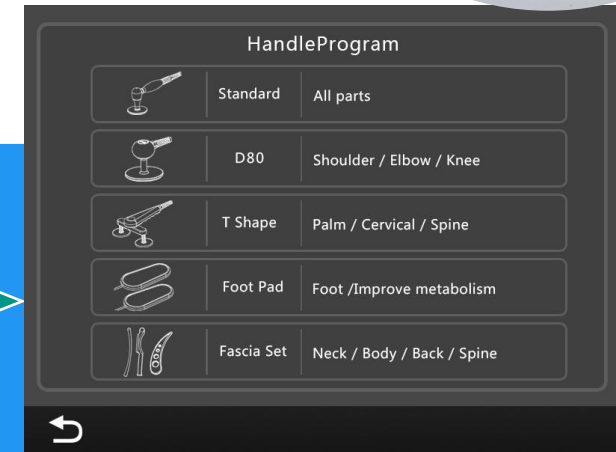 HandleProgram
Standard All parts
D80 Shoulder / Elbow / Knee
T Shape Palm / Cervical / Spine
Foot Pad Foot /Improve metabolism
Fascia Set Neck / Body / Back / Spine